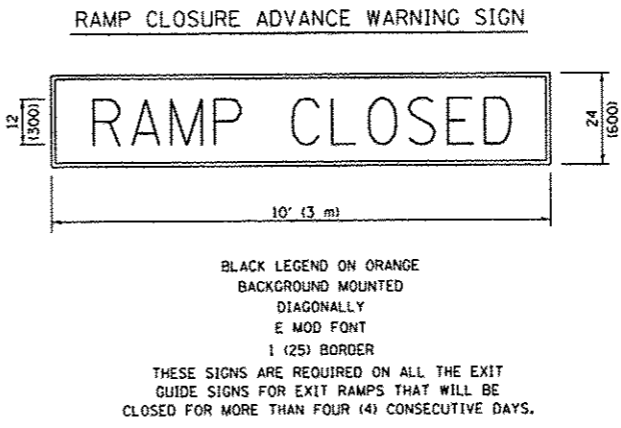 RAMP CLOSURE ADVANCE WARNING SIGN
12
(300)
RAMP CLOSED
24
(600)
10' (3 m)
BLACK LEGEND ON ORANGE
BACKGROUND MOUNTED
DIAGONALLY
E MOD FONT
1 (25) BORDER
THESE SIGNS ARE REQUIRED ON ALL THE EXIT
GUIDE SIGNS FOR EXIT RAMPS THAT WILL BE
CLOSED FOR MORE THAN FOUR (4) CONSECUTIVE DAYS.